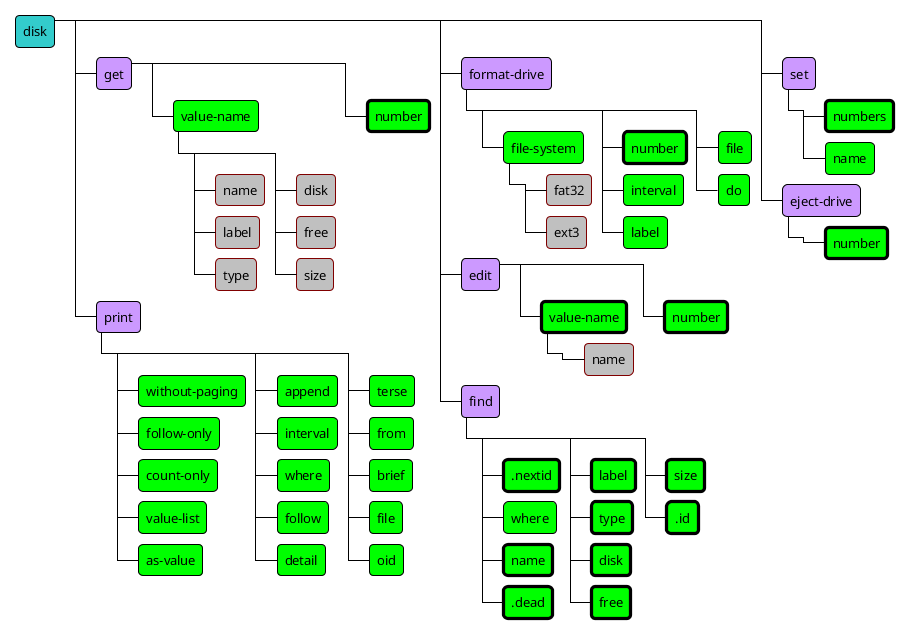 disk
get
value-name
number
name
disk
label
free
type
size
print
without-paging
append
terse
follow-only
interval
from
count-only
where
brief
value-list
follow
file
as-value
detail
oid
format-drive
file-system
number
file
fat32
interval
do
ext3
label
edit
value-name
number
name
find
.nextid
label
size
where
type
.id
name
disk
.dead
free
set
numbers
name
eject-drive
number